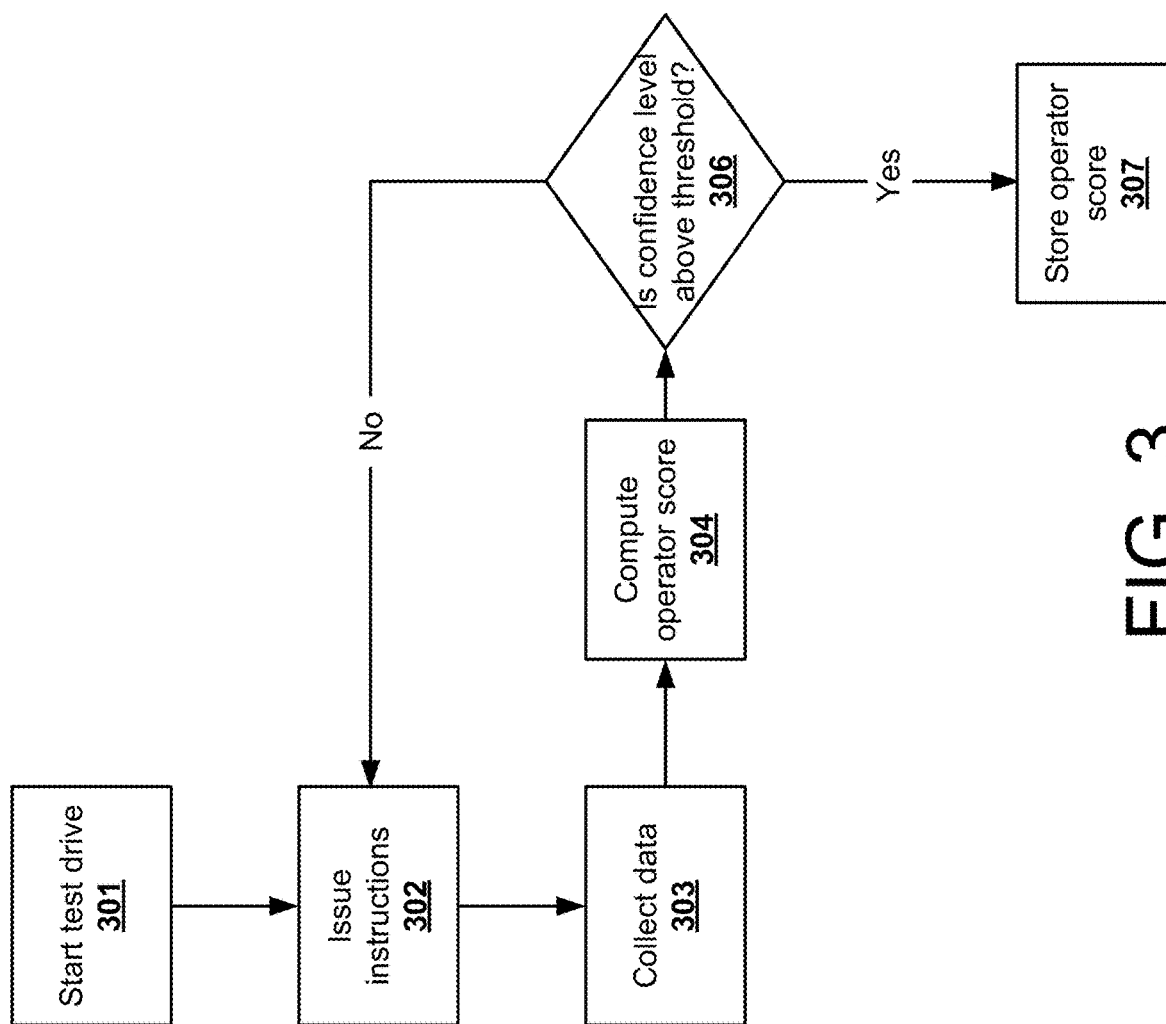 Start test drive
301
Issue
instructions
302
Collect data
303
Compute
operator score
304
Is confidence level
above threshold?
306
No
Yes
Store operator
score
307
FIG. 3